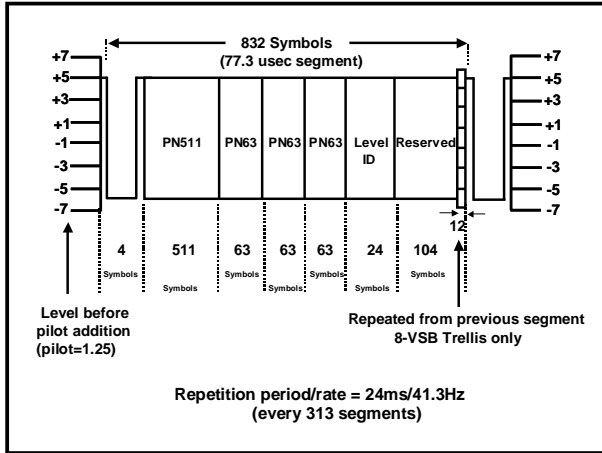 832 Symbols
(77.3 usec segment)
+7
+5
+3
+1
-1
-3
-5
-7
+7
+5
+3
+1
-1
-3
-5
-7
PN511
PN63
PN63
PN63
Level
ID
Reserved
12
4
511
63
63
63
24
104
Symbols
Symbols
Symbols
Symbols
Symbols
Symbols
Symbols
Level before
pilot addition
(pilot=1.25)
Repeated from previous segment
8-VSB Trellis only
Repetition period/rate = 24ms/41.3Hz
(every 313 segments)